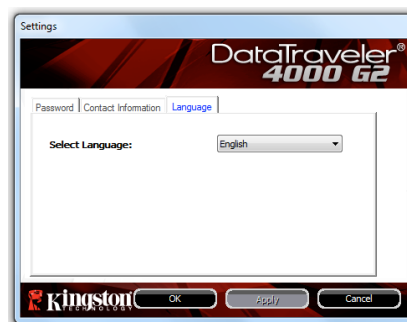 Settings
DataTraveler®
4000 G2
Password Contact Information Language
Select Language: English
Kingston OK Apply Cancel
TECHNOLOGY